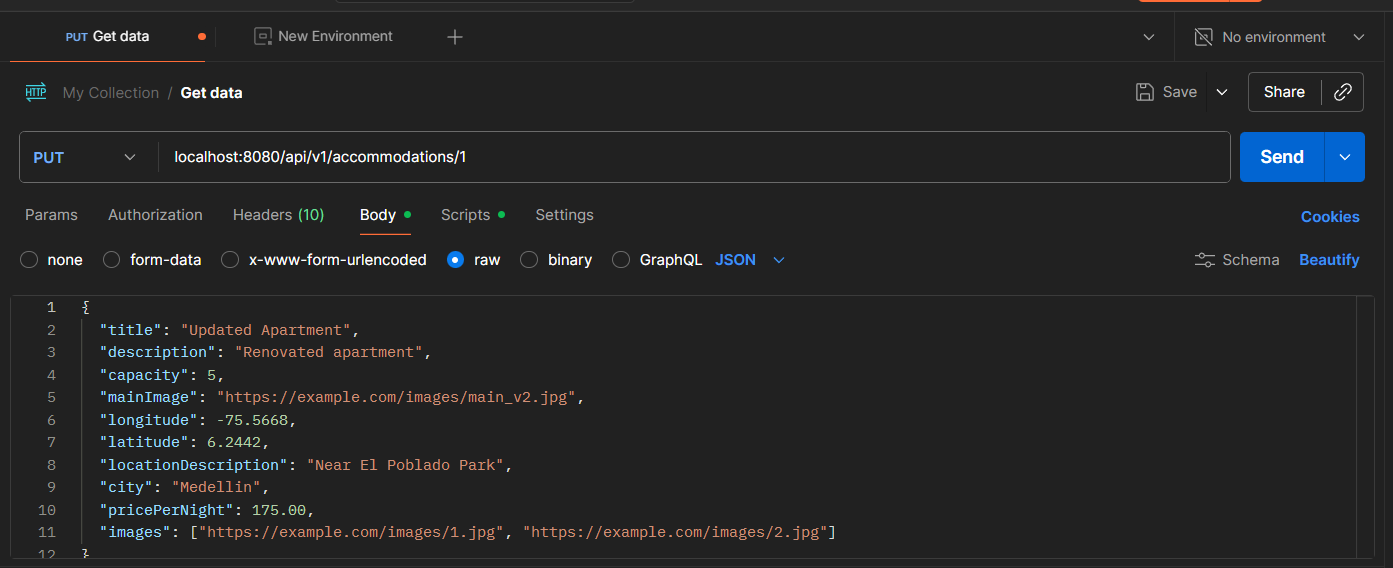 PUT Get data New Environment No environment
HTTP My Collection / Get data Save Share
PUT localhost:8080/api/v1/accommodations/1 Send
Params Authorization Headers (10) Body Scripts Settings Cookies
none form-data x-www-form-urlencoded raw binary GraphQL JSON Schema Beautify
1 {
2 "title": "Updated Apartment",
3 "description": "Renovated apartment",
4 "capacity": 5,
5 "mainImage": "https://example.com/images/main_v2.jpg",
6 "longitude": -75.5668,
7 "latitude": 6.2442,
8 "locationDescription": "Near El Poblado Park",
9 "city": "Medellin",
10 "pricePerNight": 175.00,
11 "images": ["https://example.com/images/1.jpg", "https://example.com/images/2.jpg"]
12 }